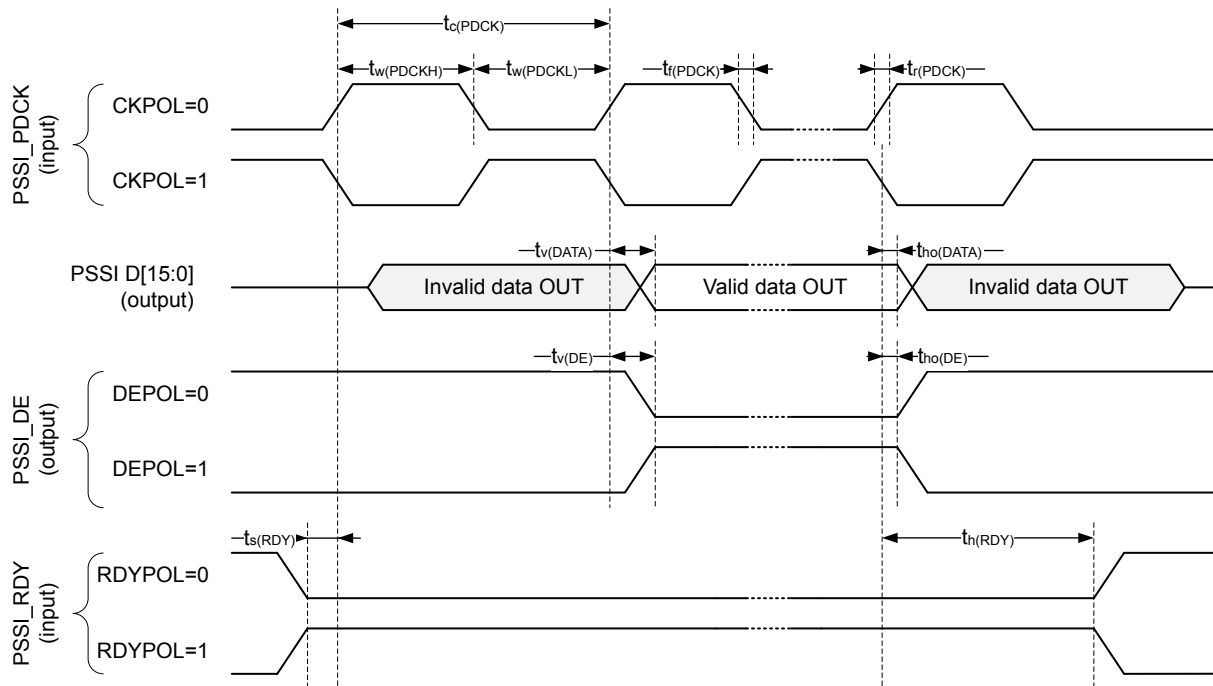 tc(PDCK)
tw(PDCKH)
tw(PDCKL)
tf(PDCK)
tr(PDCK)
PSSI_PDCK
(input)
CKPOL=0
CKPOL=1
tv(DATA)
tho(DATA)
PSSI D[15:0]
(output)
Invalid data OUT
Valid data OUT
Invalid data OUT
tv(DE)
tho(DE)
PSSI_DE
(output)
DEPOL=0
DEPOL=1
ts(RDY)
th(RDY)
PSSI_RDY
(input)
RDYPOL=0
RDYPOL=1